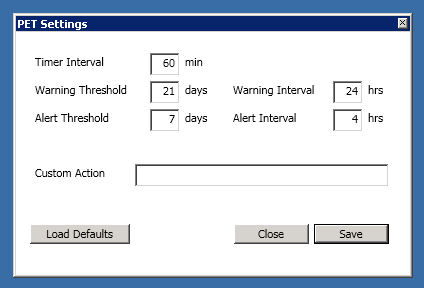 PET Settings
Timer Interval 60 min
Warning Threshold 21 days Warning Interval 24 hrs
Alert Threshold 7 days Alert Interval 4 hrs
Custom Action
Load Defaults Close Save